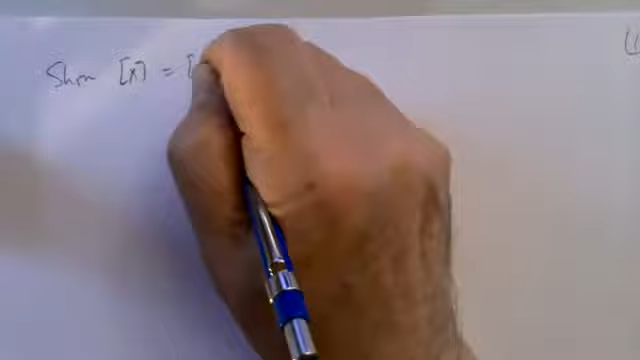 Show [x] = [